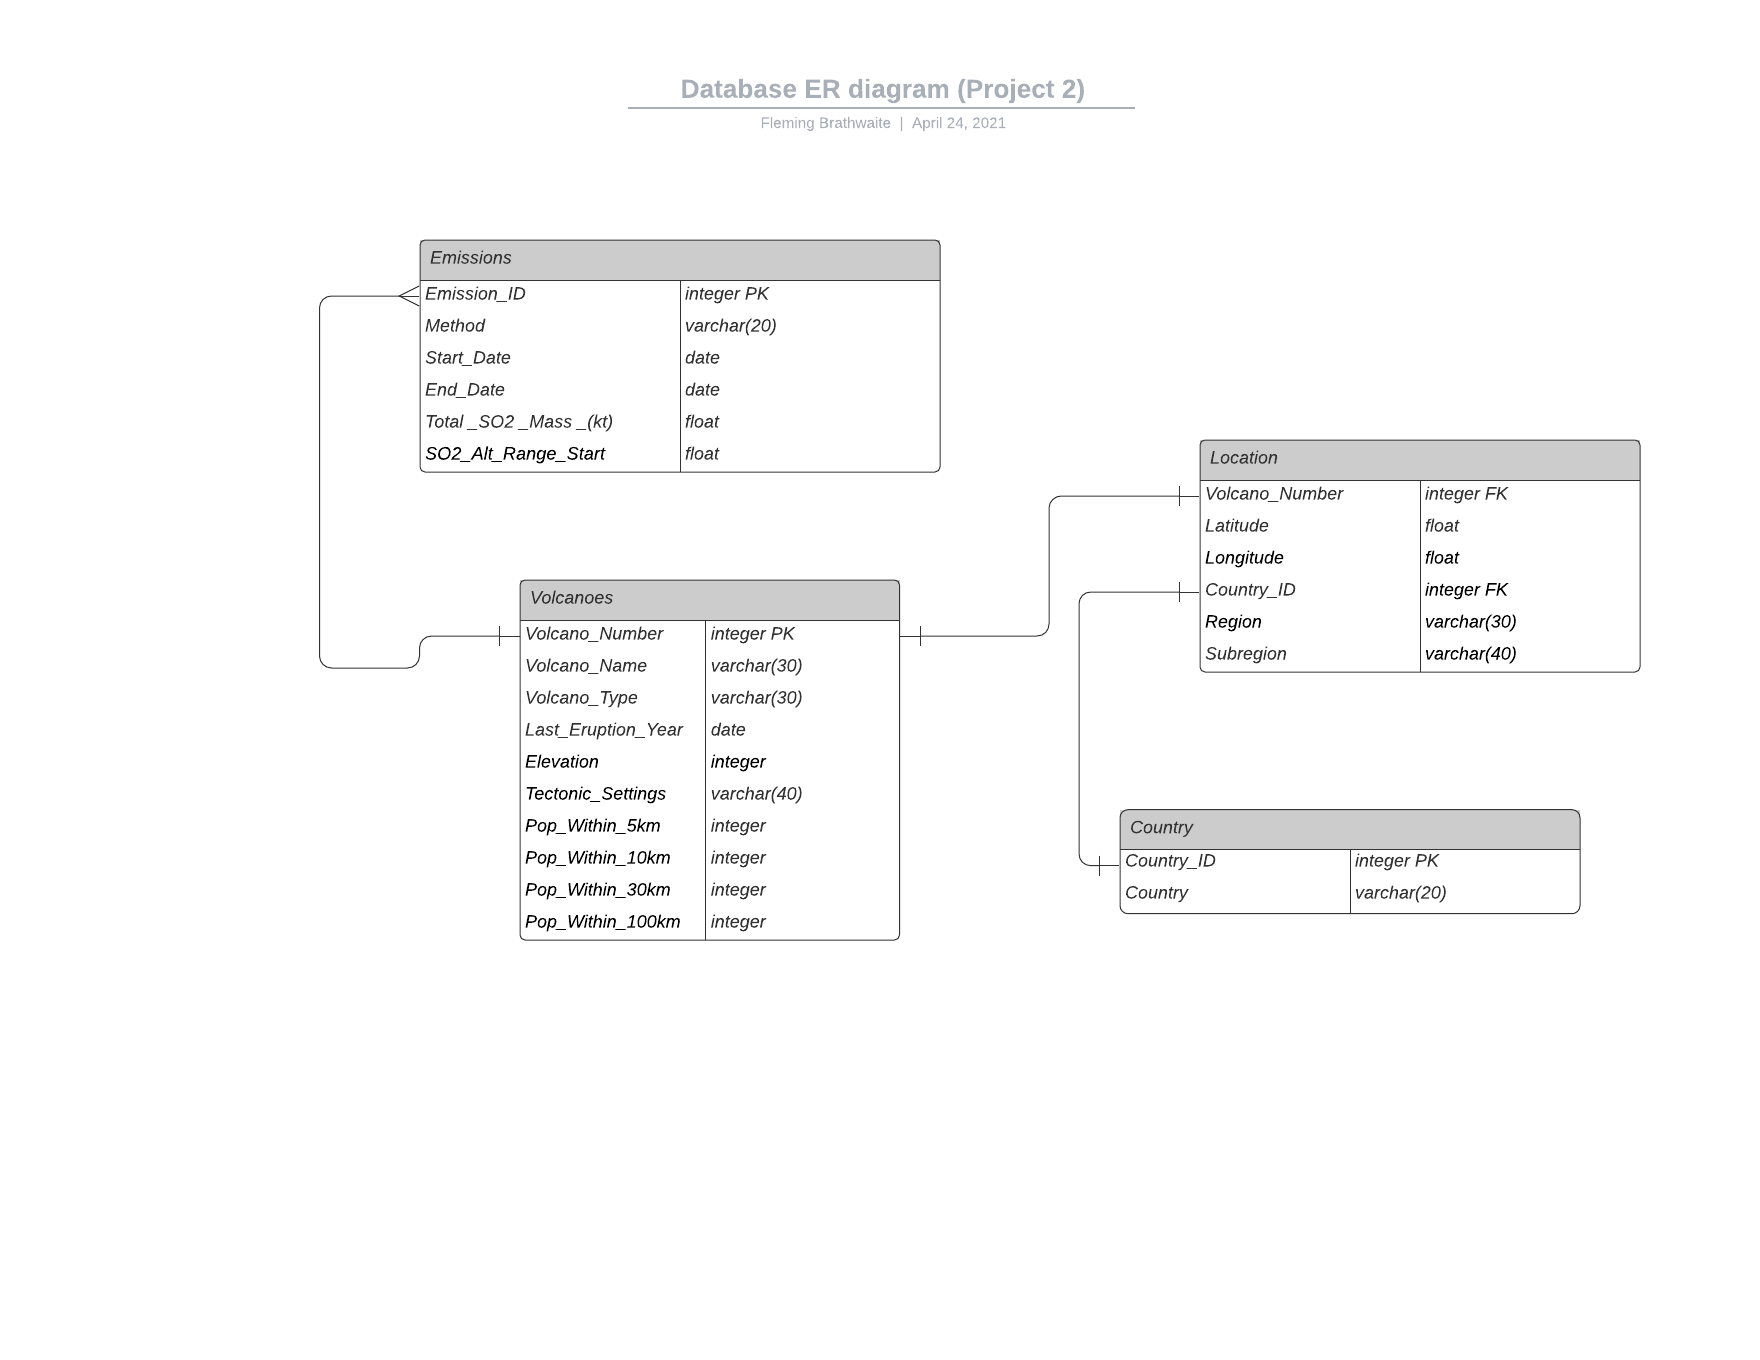 Database ER diagram (Project 2)
Fleming Brathwaite | April 24, 2021
Emissions
Emission_ID integer PK
Method varchar(20)
Start_Date date
End_Date date
Total _SO2 _Mass _(kt) float
SO2_Alt_Range_Start float
Location
Volcano_Number integer FK
Latitude float
Longitude float
Country_ID integer FK
Region varchar(30)
Subregion varchar(40)
Volcanoes
Volcano_Number integer PK
Volcano_Name varchar(30)
Volcano_Type varchar(30)
Last_Eruption_Year date
Elevation integer
Tectonic_Settings varchar(40)
Pop_Within_5km integer
Pop_Within_10km integer
Pop_Within_30km integer
Pop_Within_100km integer
Country
Country_ID integer PK
Country varchar(20)